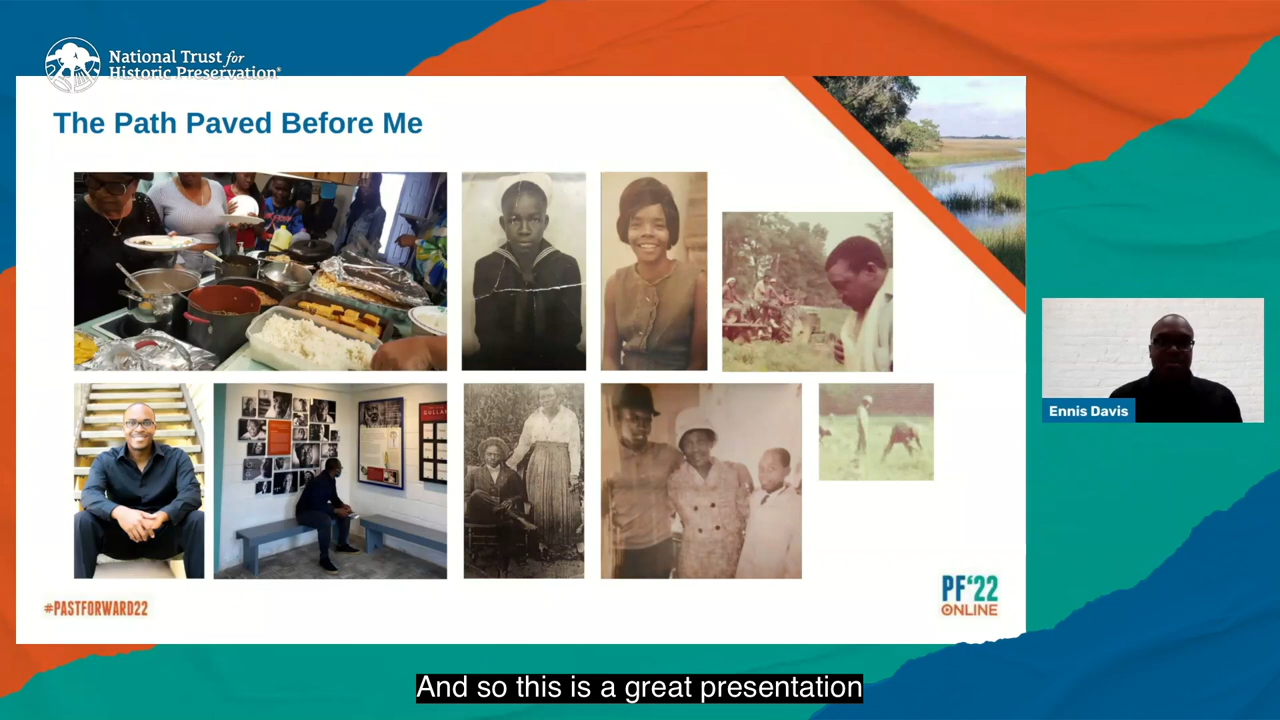 National Trust for
Historic Preservation®
The Path Paved Before Me
GULLAH
Ennis Davis
#PASTFORWARD22
PF'22
ONLINE
And so this is a great presentation